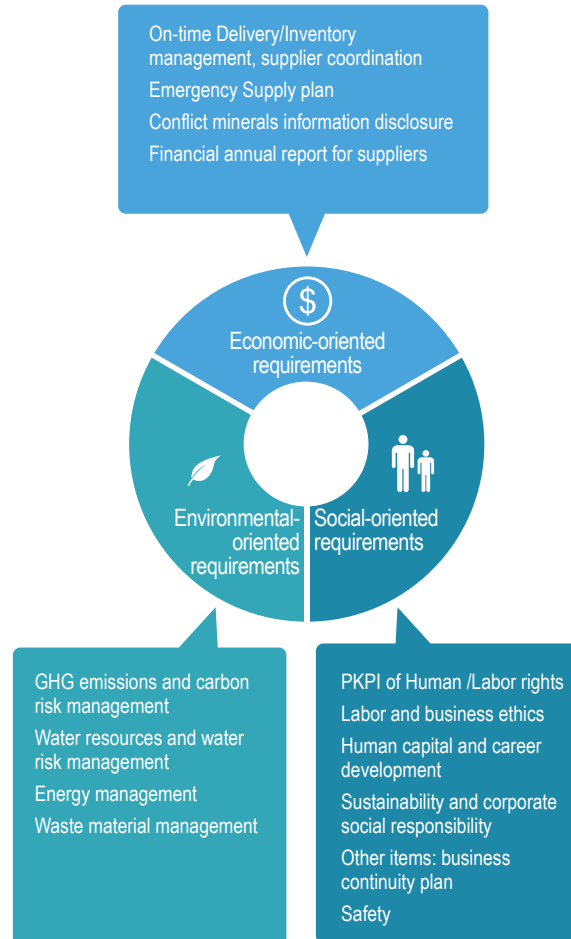 On-time Delivery/Inventory
management, supplier coordination
Emergency Supply plan
Conflict minerals information disclosure
Financial annual report for suppliers
$
Economic-oriented
requirements
Environmental-
oriented
requirements
Social-oriented
requirements
GHG emissions and carbon
risk management
Water resources and water
risk management
Energy management
Waste material management
PKPI of Human /Labor rights
Labor and business ethics
Human capital and career
development
Sustainability and corporate
social responsibility
Other items: business
continuity plan
Safety